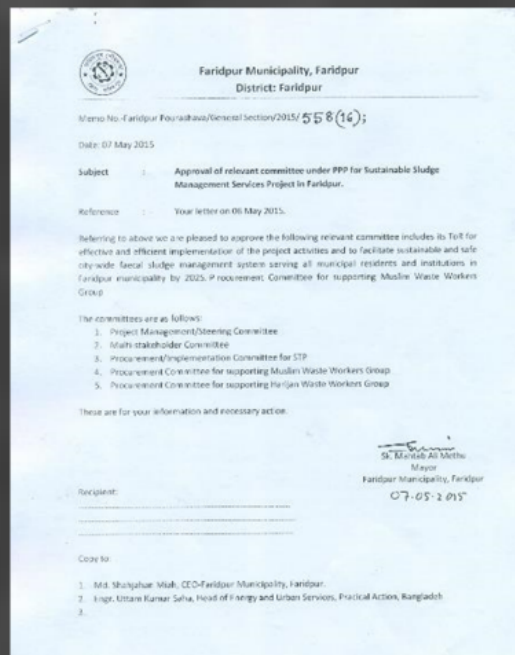 Faridpur Municipality, Faridpur
District: Faridpur
Memo No.-Faridpur Pourashava/General Section/2015/ 558(16);
Date: 07 May 2015
Subject : Approval of relevant committee under PPP for Sustainable Sludge
Management Services Project in Faridpur.
Reference : Your letter on 06 May 2015.
Referring to above we are pleased to approve the following relevant committee includes its ToR for
effective and efficient implementation of the project activities and to facilitate sustainable and safe
city-wide faecal sludge management system serving all municipal residents and institutions in
Faridpur municipality by 2025. Procurement Committee for supporting Muslim Waste Workers
Group
The committees are as follows:
1. Project Management/Steering Committee
2. Multi-stakeholder Committee
3. Procurement/Implementation Committee for STP
4. Procurement Committee for supporting Muslim Waste Workers Group
5. Procurement Committee for supporting Harijan Waste Workers Group
These are for your information and necessary action.
Sk. Mahtab Ali Methu
Mayor
Faridpur Municipality, Faridpur
07.05.2015
Recipient:
Copy to
1. Md. Shahjahan Miah, CEO-Faridpur Municipality, Faridpur.
2. Engr. Uttam Kumar Saha, Head of Energy and Urban Services, Practical Action, Bangladeh
3.